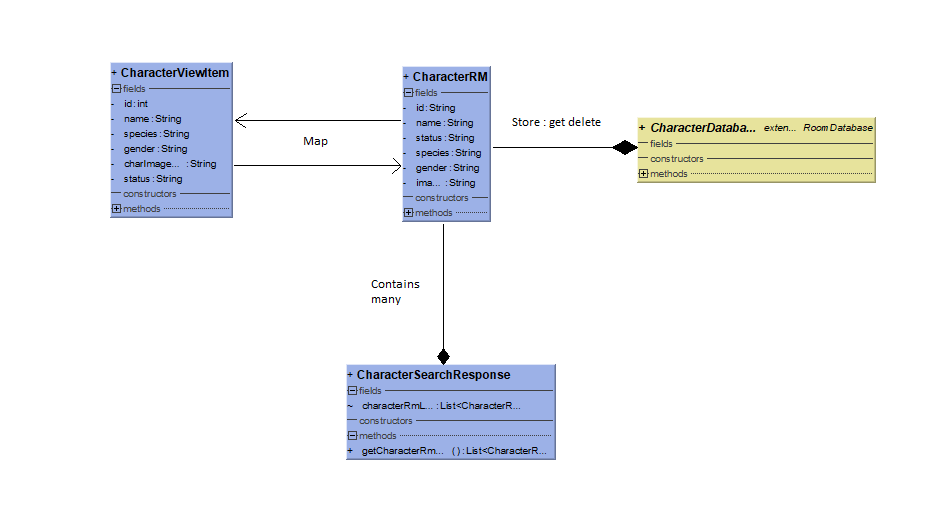 + CharacterViewItem
fields
- id : int
- name : String
- species : String
- gender : String
- charImage... : String
- status : String
constructors
methods
Map
+ CharacterRM
fields
- id : String
- name : String
- status : String
- species : String
- gender : String
- ima... : String
constructors
methods
Store : get delete
+ CharacterDataba... exten... RoomDatabase
fields
constructors
methods
Contains
many
+ CharacterSearchResponse
fields
~ characterRmL... : List<CharacterR...
constructors
methods
+ getCharacterRm... ( ) : List<CharacterR...